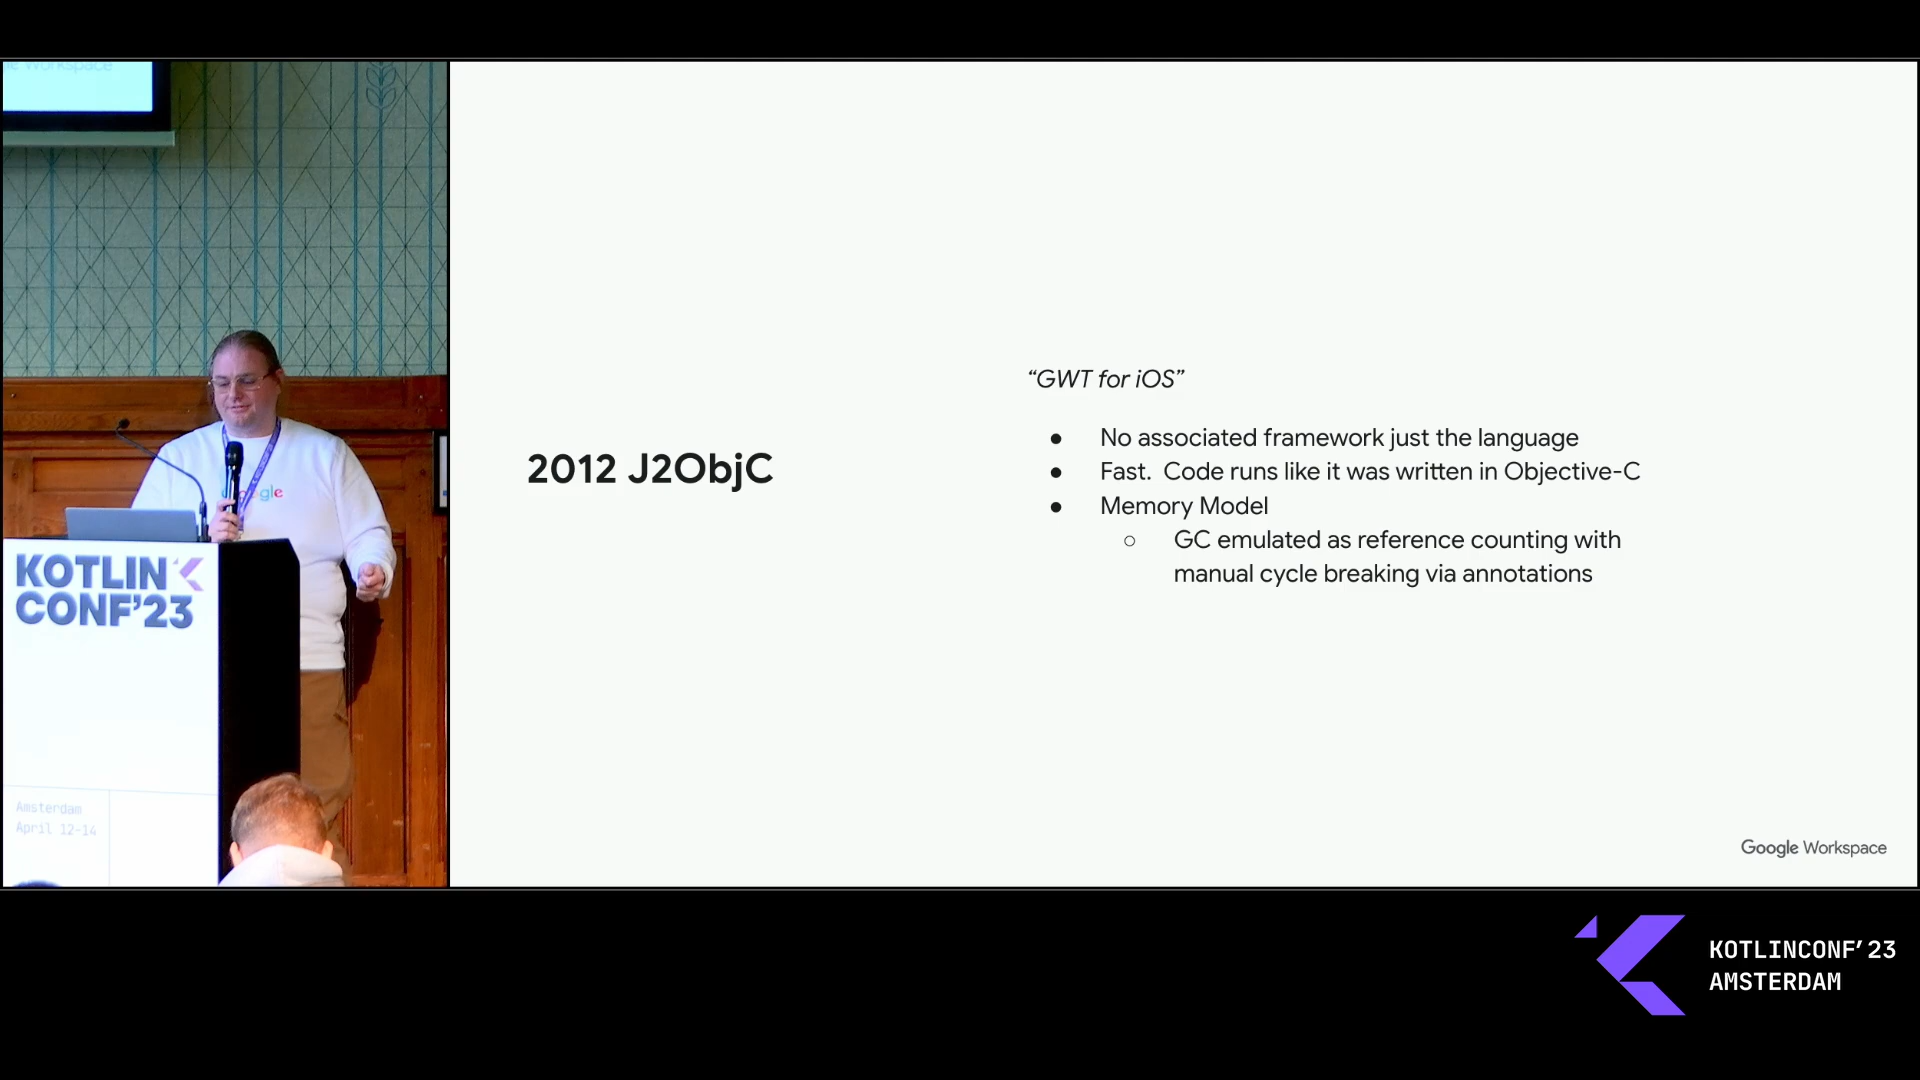 Workspace
2012 J2ObjC
“GWT for iOS”
● No associated framework just the language
● Fast. Code runs like it was written in Objective-C
● Memory Model
○ GC emulated as reference counting with
manual cycle breaking via annotations
Google Workspace
KOTLIN
CONF’23
Amsterdam
April 12-14
KOTLINCONF’23
AMSTERDAM